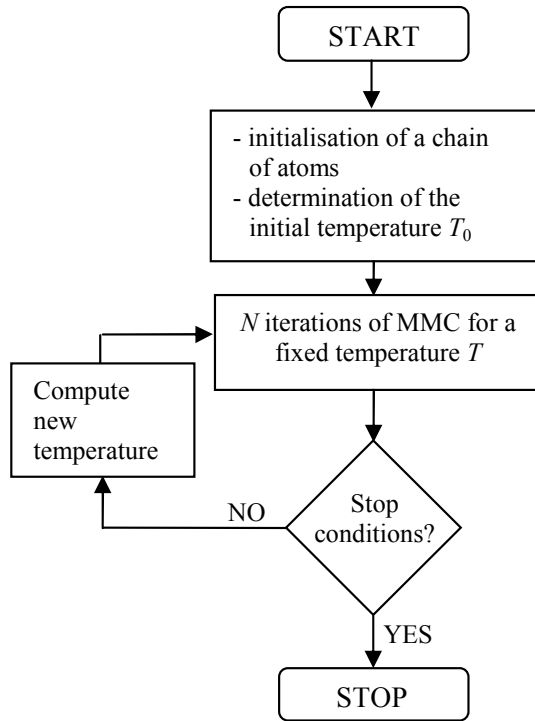 START
- initialisation of a chain
of atoms
- determination of the
initial temperature T₀
N iterations of MMC for a
fixed temperature T
Compute
new
temperature
Stop
conditions?
NO
YES
STOP